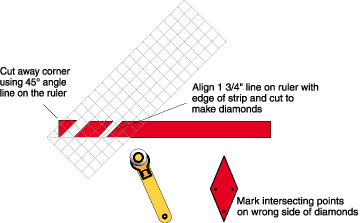 Cut away corner
using 45° angle
line on the ruler
Align 1 3/4" line on ruler with
edge of strip and cut to
make diamonds
Mark intersecting points
on wrong side of diamonds